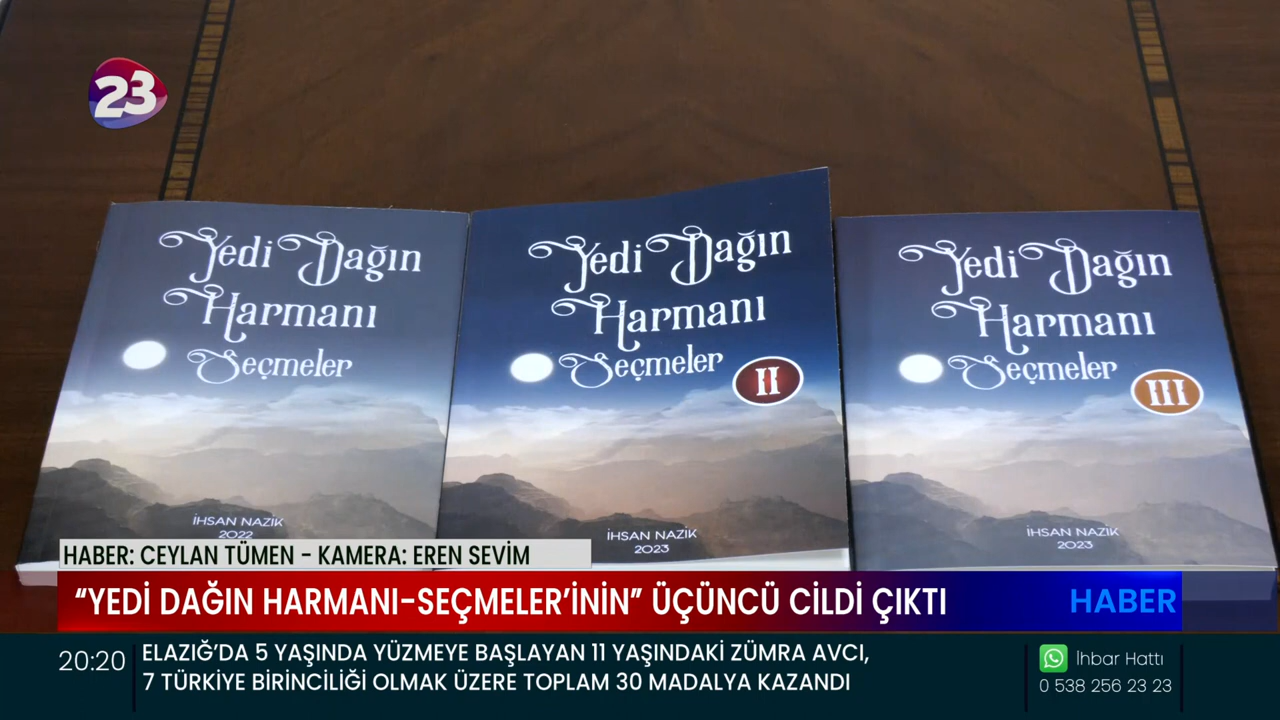 23
Yedi Dağın
Harmanı
Seçmeler
İHSAN NAZİK
2022
Yedi Dağın
Harmanı
Seçmeler
II
İHSAN NAZİK
2023
Yedi Dağın
Harmanı
Seçmeler
III
İHSAN NAZİK
2023
HABER: CEYLAN TÜMEN - KAMERA: EREN SEVİM
“YEDİ DAĞIN HARMANI-SEÇMELER’İNİN” ÜÇÜNCÜ CİLDİ ÇIKTI
HABER
20:20
ELAZIĞ’DA 5 YAŞINDA YÜZMEYE BAŞLAYAN 11 YAŞINDAKİ ZÜMRA AVCI,
7 TÜRKİYE BİRİNCİLİĞİ OLMAK ÜZERE TOPLAM 30 MADALYA KAZANDI
İhbar Hattı
0 538 256 23 23